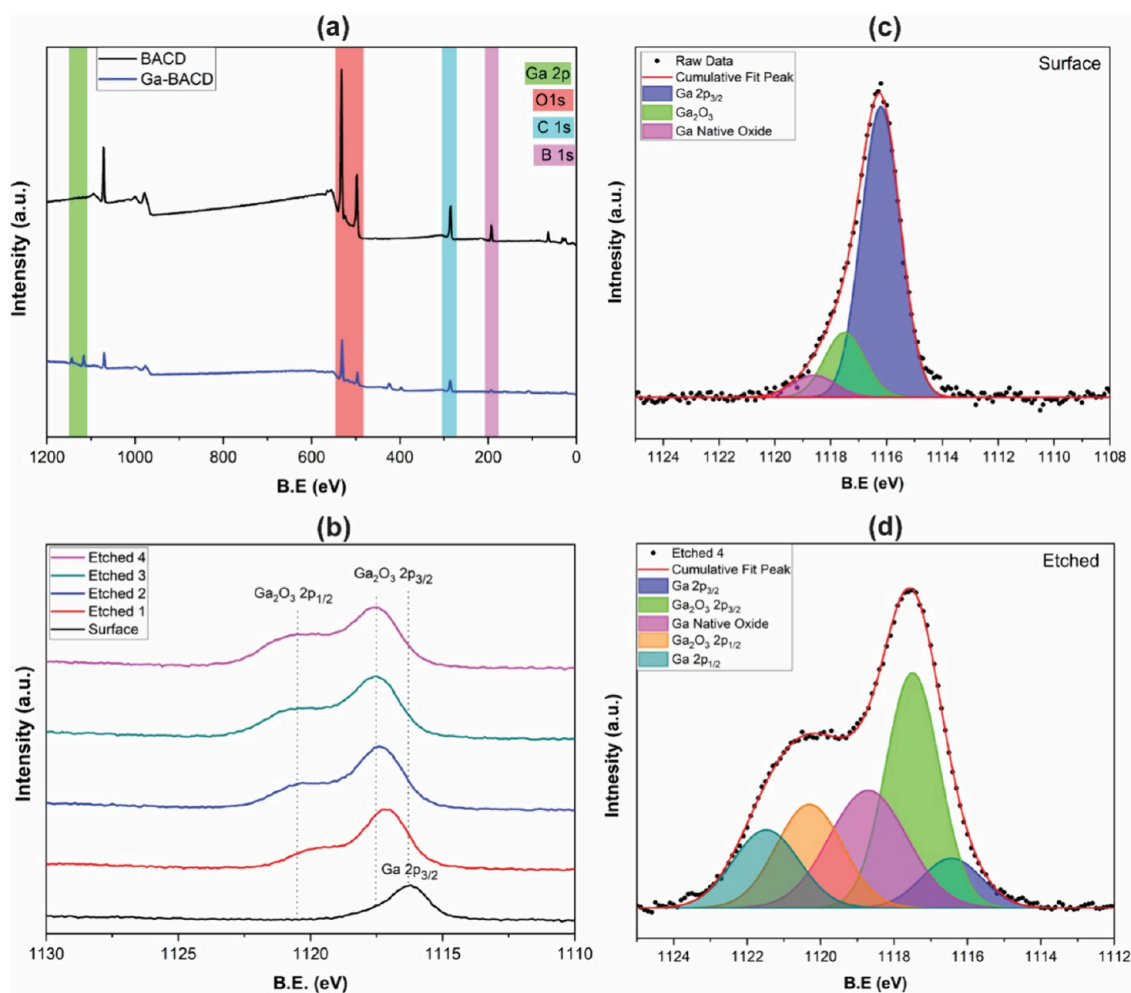 (a)
BACD
Ga-BACD
Ga 2p
O1s
C 1s
B 1s
Intensity (a.u.)
1200 1000 800 600 400 200 0
B.E (eV)
(c)
Raw Data
Cumulative Fit Peak
Ga 2p3/2
Ga2O3
Ga Native Oxide
Surface
Intnesity (a.u.)
1124 1122 1120 1118 1116 1114 1112 1110 1108
B.E (eV)
(b)
Etched 4
Etched 3
Etched 2
Etched 1
Surface
Ga2O3 2p1/2
Ga2O3 2p3/2
Ga 2p3/2
Intensity (a.u.)
1130 1125 1120 1115 1110
B.E. (eV)
(d)
Etched 4
Cumulative Fit Peak
Ga 2p3/2
Ga2O3 2p3/2
Ga Native Oxide
Ga2O3 2p1/2
Ga 2p1/2
Etched
Intnesity (a.u.)
1124 1122 1120 1118 1116 1114 1112
B.E (eV)